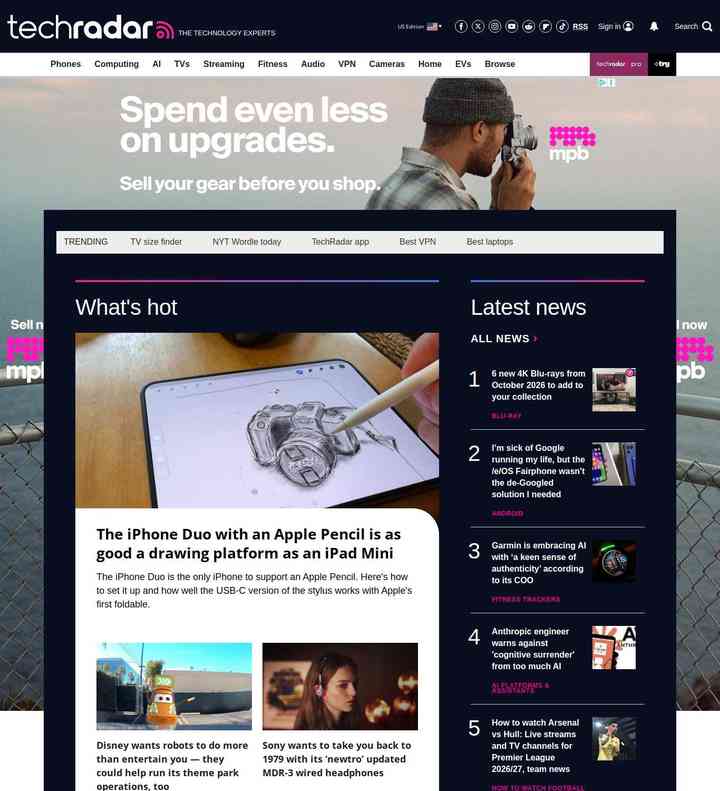 techradar THE TECHNOLOGY EXPERTS
US Edition RSS Sign in Search
Phones Computing AI TVs Streaming Fitness Audio VPN Cameras Home EVs Browse techradar pro
Spend even less
on upgrades.
mpb
Sell your gear before you shop.
TRENDING TV size finder NYT Wordle today TechRadar app Best VPN Best laptops
What's hot
Latest news
ALL NEWS
1
6 new 4K Blu-rays from
October 2026 to add to
your collection
BLU-RAY
2
I'm sick of Google
running my life, but the
/e/OS Fairphone wasn't
the de-Googled
solution I needed
ANDROID
3
Garmin is embracing AI
with ‘a keen sense of
authenticity’ according
to its COO
FITNESS TRACKERS
4
Anthropic engineer
warns against
'cognitive surrender'
from too much AI
AI PLATFORMS &
ASSISTANTS
5
How to watch Arsenal
vs Hull: Live streams
and TV channels for
Premier League
2026/27, team news
HOW TO WATCH FOOTBALL
The iPhone Duo with an Apple Pencil is as
good a drawing platform as an iPad Mini
The iPhone Duo is the only iPhone to support an Apple Pencil. Here's how
to set it up and how well the USB-C version of the stylus works with Apple's
first foldable.
Disney wants robots to do more
than entertain you — they
could help run its theme park
operations, too
Sony wants to take you back to
1979 with its ‘newtro’ updated
MDR-3 wired headphones
Sell n
mpb
l now
pb